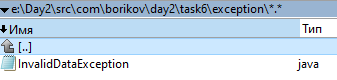 e:\Day2\src\com\borikov\day2\task6\exception\*.*
Имя Тип
[..]
InvalidDataException java